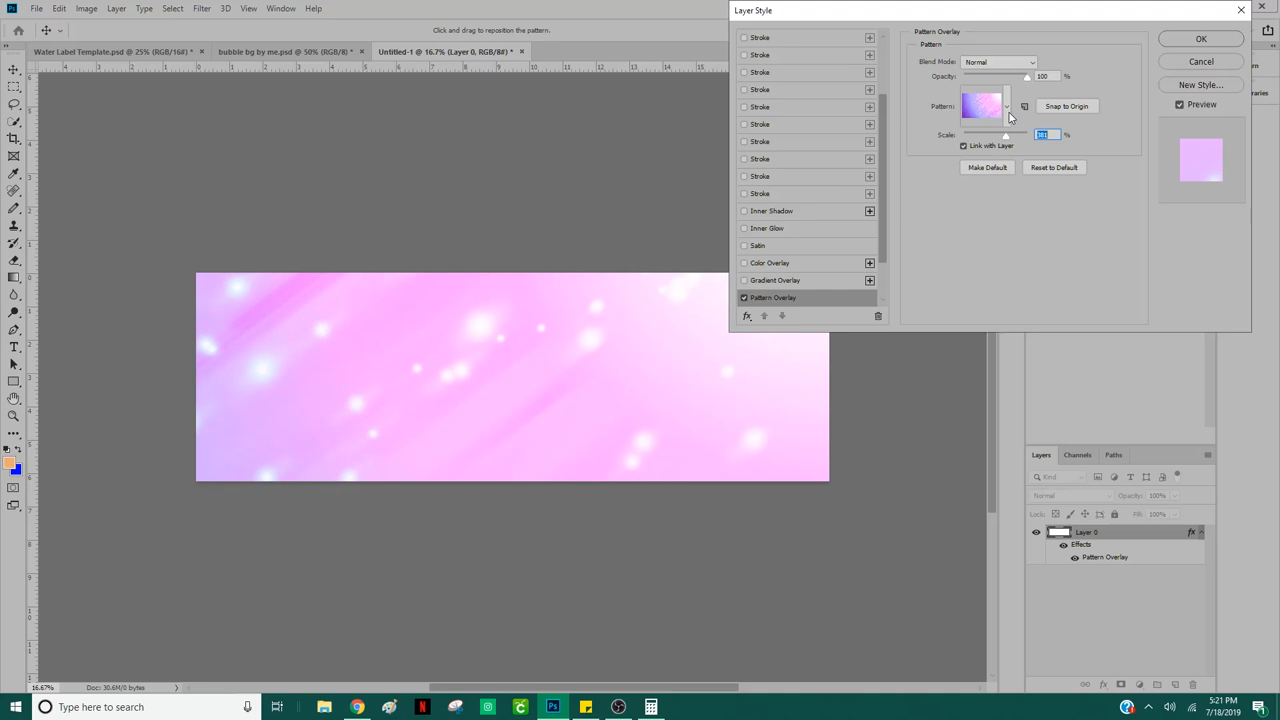 Layer Style
File Edit Image Layer Type Select Filter 3D View Window Help
Click and drag to reposition the pattern.
Water Label Template.psd @ 25% (RGB/16#) * × bubble bg by me.psd @ 50% (RGB/8*) * × Untitled-1 @ 16.7% (Layer 0, RGB/8#) * ×
Stroke
Stroke
Stroke
Stroke
Stroke
Stroke
Stroke
Stroke
Stroke
Stroke
Inner Shadow
Inner Glow
Satin
Color Overlay
Gradient Overlay
Pattern Overlay
fx
Pattern Overlay
Pattern
Blend Mode: Normal
Opacity: 100 %
Pattern: Snap to Origin
Scale: %
Link with Layer
Make Default Reset to Default
OK
Cancel
New Style...
Preview
Layers Channels Paths
Kind
Normal Opacity: 100%
Lock: Fill: 100%
Layer 0 fx
Effects
Pattern Overlay
16.67% Doc: 30.6M/0 bytes
Type here to search
5:21 PM
7/18/2019